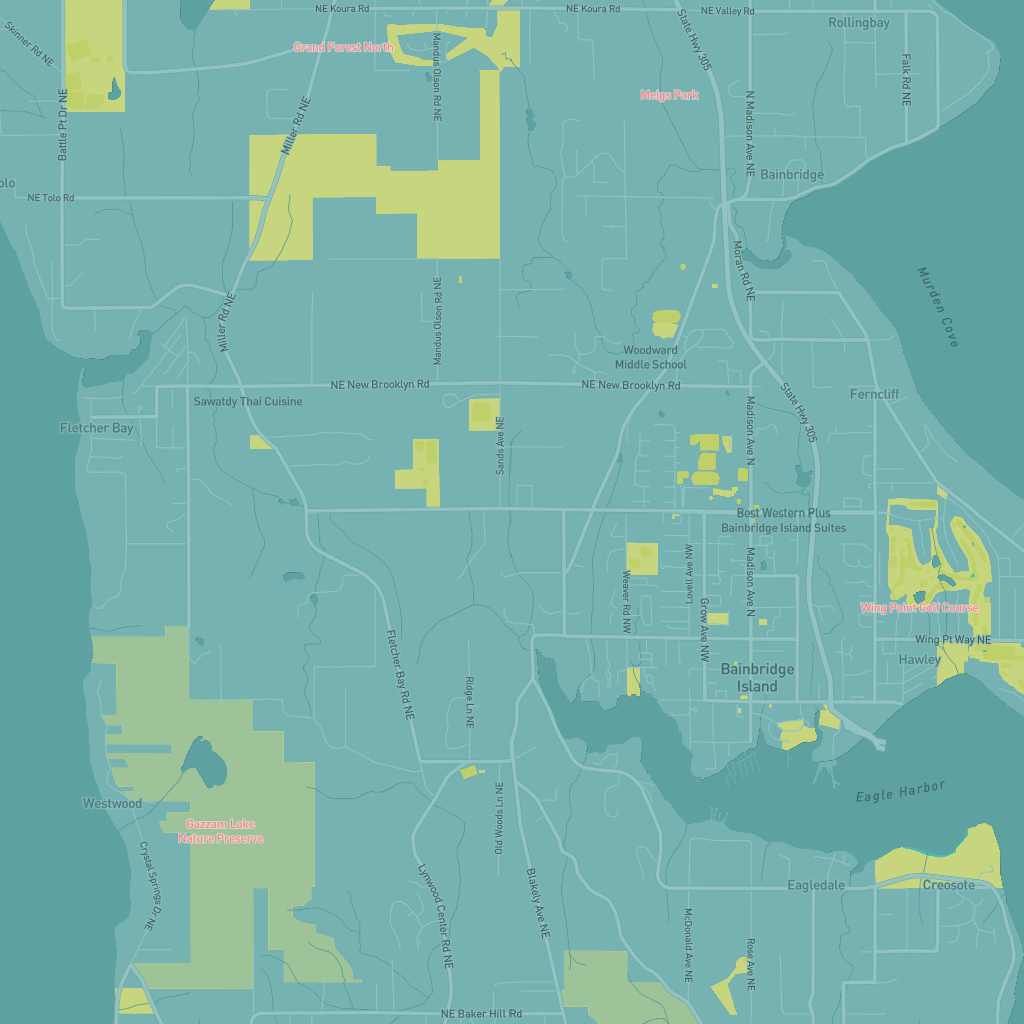 NE Koura Rd
NE Koura Rd
NE Valley Rd
Rollingbay
Skinner Rd NE
Grand Forest North
Mandus Olson Rd NE
State Hwy 305
Falk Rd NE
Meigs Park
Battle Pt Dr NE
Miller Rd NE
N Madison Ave NE
Bainbridge
olo
NE Tolo Rd
Moran Rd NE
Murden Cove
Miller Rd NE
Mandus Olson Rd NE
Woodward
Middle School
NE New Brooklyn Rd
NE New Brooklyn Rd
State Hwy 305
Ferncliff
Sawatdy Thai Cuisine
Fletcher Bay
Sands Ave NE
Madison Ave N
Best Western Plus
Bainbridge Island Suites
Weaver Rd NW
Lovell Ave NW
Madison Ave N
Grow Ave NW
Wing Point Golf Course
Wing Pt Way NE
Hawley
Fletcher Bay Rd NE
Bainbridge
Island
Ridge Ln NE
Westwood
Old Woods Ln NE
Eagle Harbor
Gazzam Lake
Nature Preserve
Crystal Springs Dr NE
Lynwood Center Rd NE
Blakely Ave NE
Eagledale
Creosote
McDonald Ave NE
Rose Ave NE
NE Baker Hill Rd